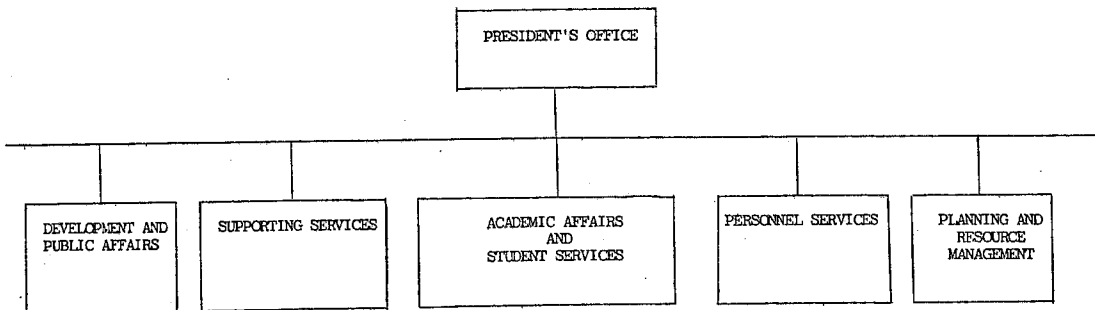 PRESIDENT'S OFFICE
DEVELOPMENT AND
PUBLIC AFFAIRS
SUPPORTING SERVICES
ACADEMIC AFFAIRS
AND
STUDENT SERVICES
PERSONNEL SERVICES
PLANNING AND
RESOURCE
MANAGEMENT